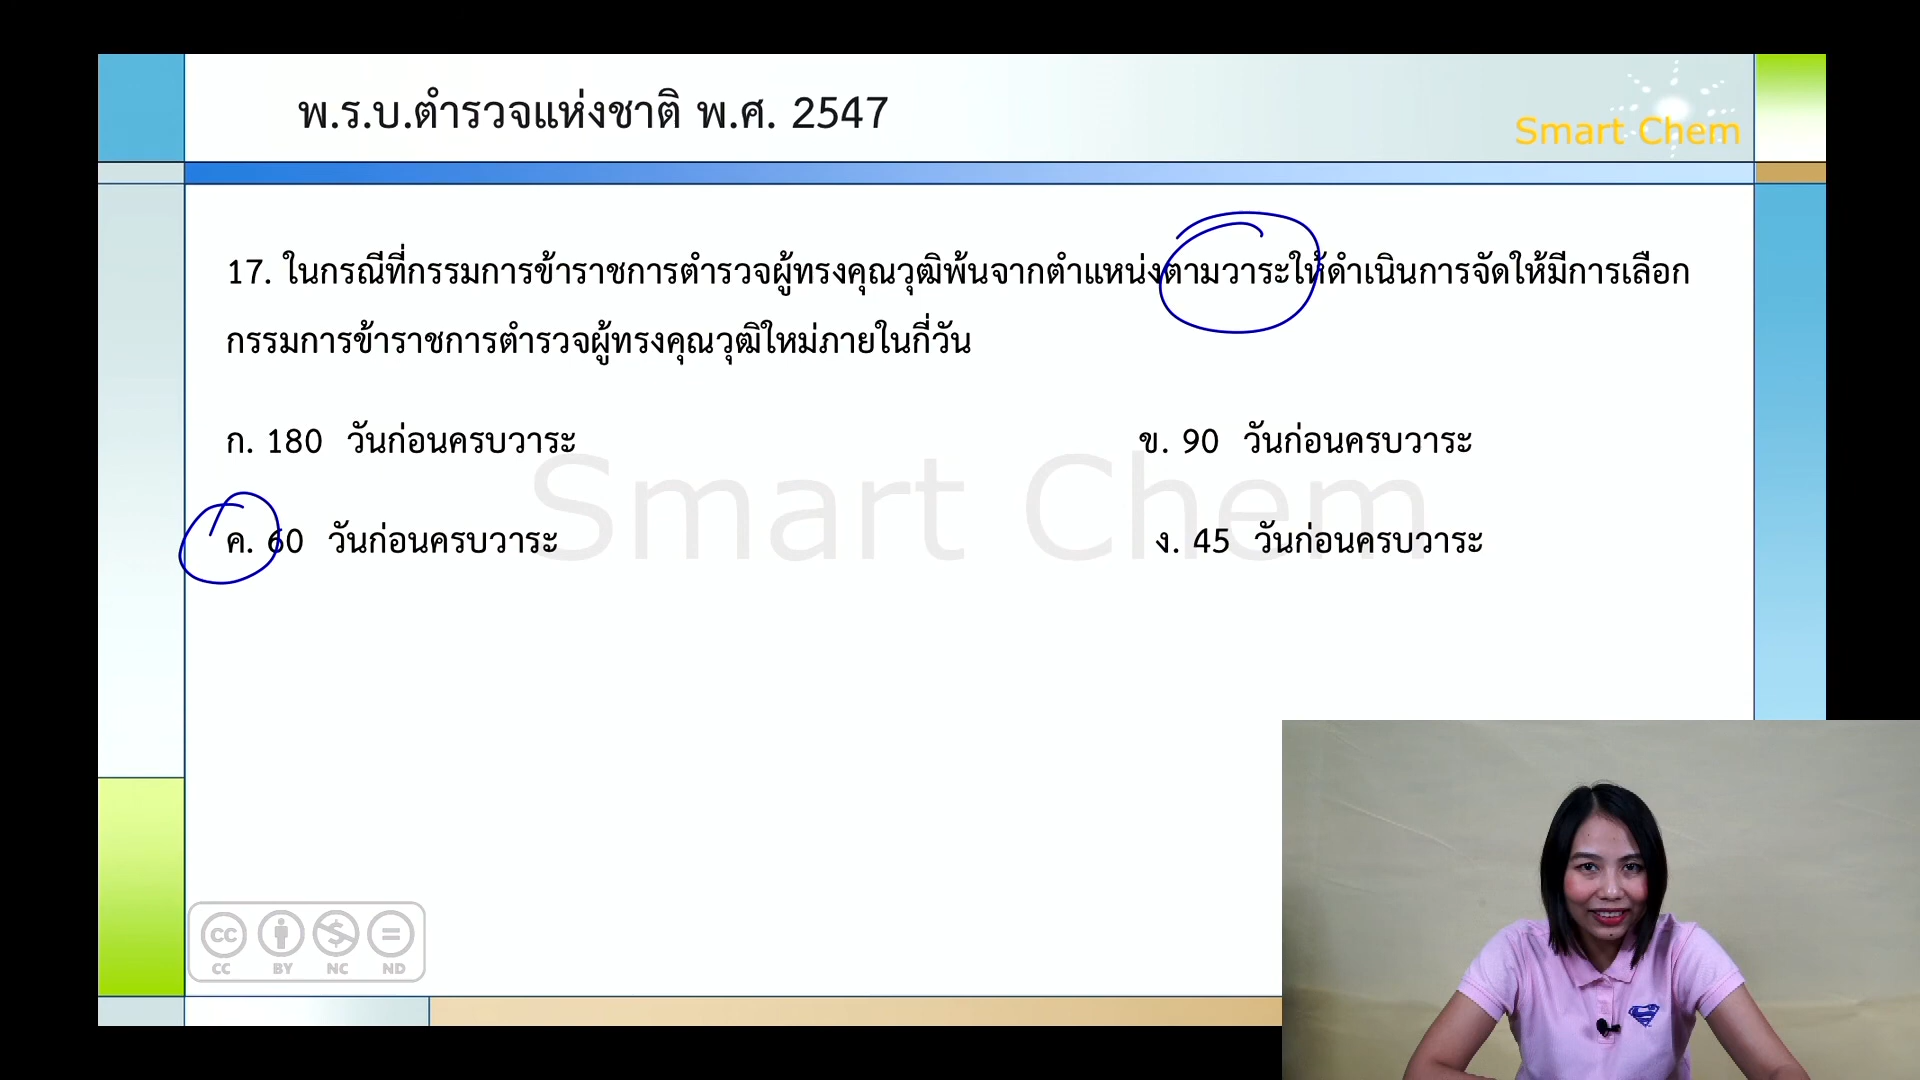 พ.ร.บ.ตำรวจแห่งชาติ พ.ศ. 2547
Smart Chem
17. ในกรณีที่กรรมการข้าราชการตำรวจผู้ทรงคุณวุฒิพ้นจากตำแหน่งตามวาระให้ดำเนินการจัดให้มีการเลือก
กรรมการข้าราชการตำรวจผู้ทรงคุณวุฒิใหม่ภายในกี่วัน
ก. 180 วันก่อนครบวาระ
ข. 90 วันก่อนครบวาระ
Smart Chem
ค. 60 วันก่อนครบวาระ
ง. 45 วันก่อนครบวาระ
CC BY NC ND